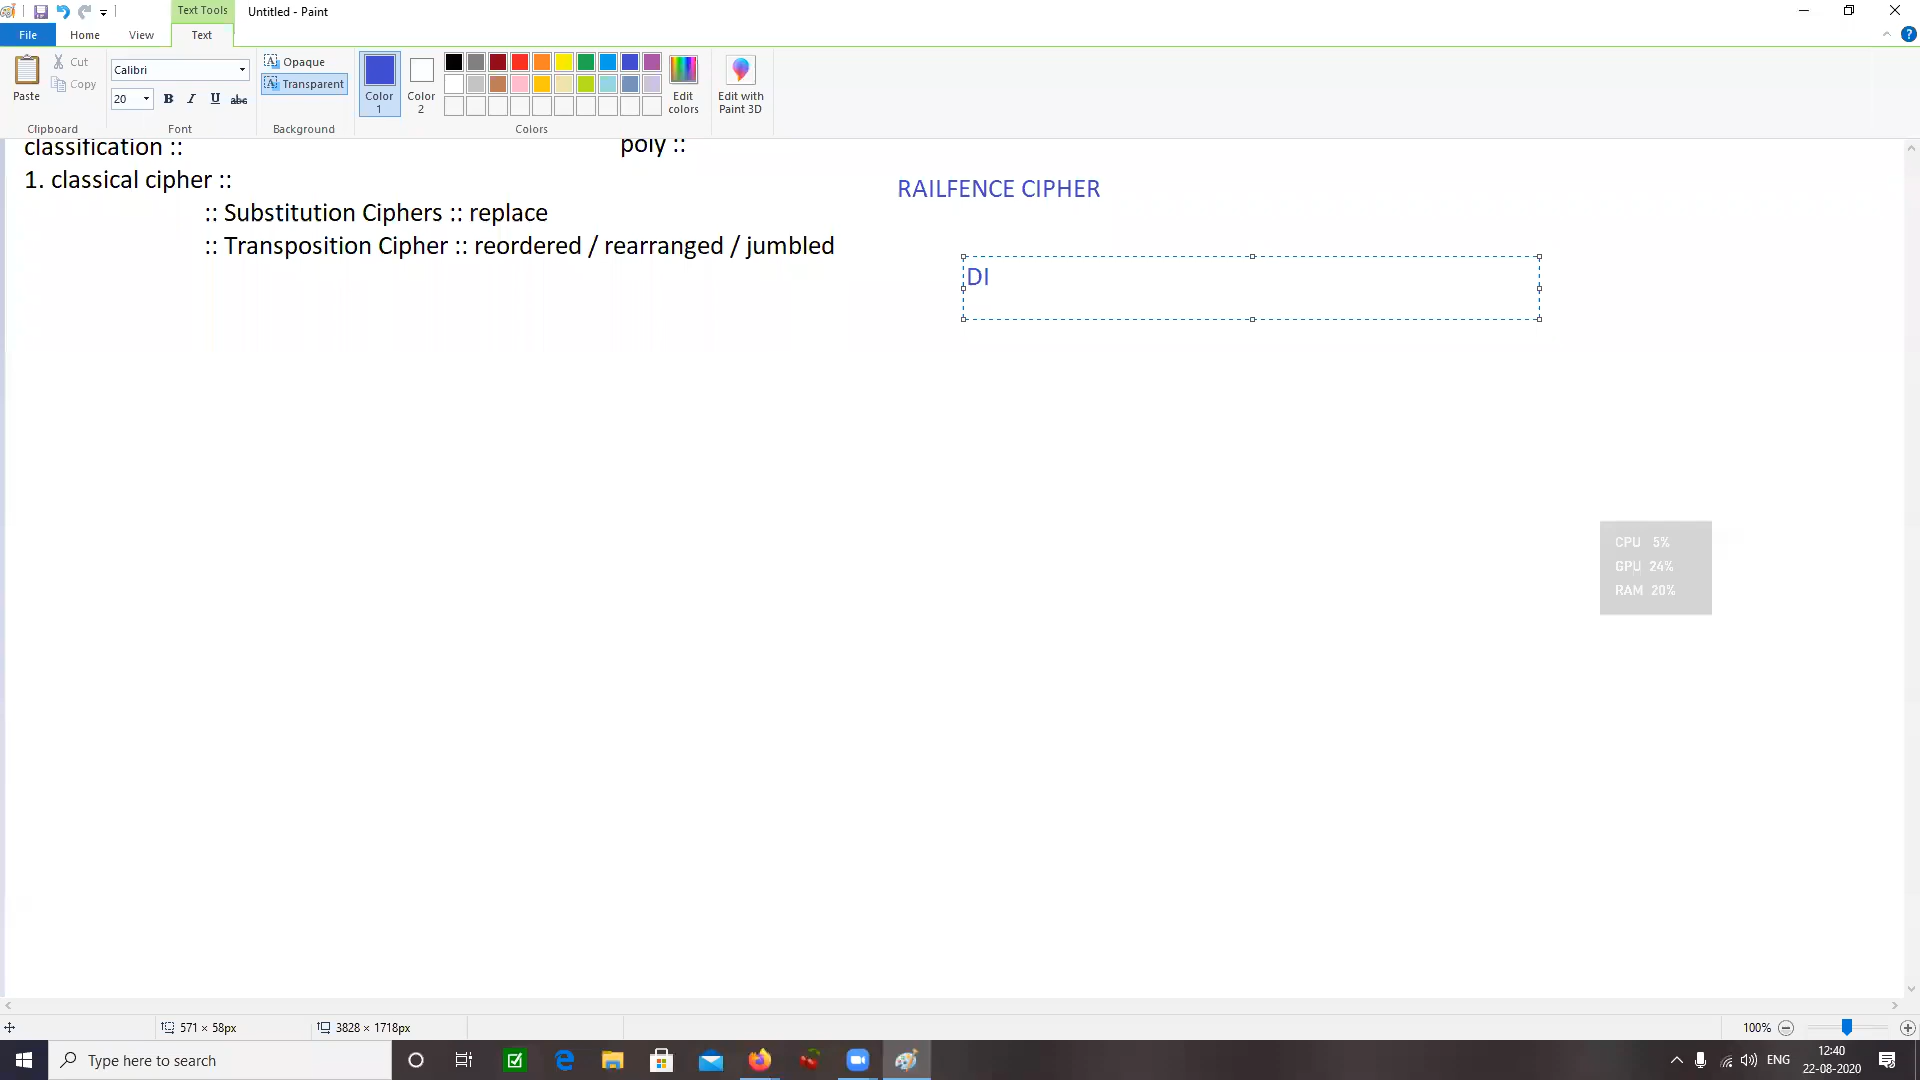 Text Tools
Untitled - Paint
File
Home
View
Text
Paste
Cut
Copy
Clipboard
Calibri
20
B I U abc
Font
Opaque
Transparent
Background
Color 1
Color 2
Edit colors
Colors
Edit with Paint 3D
classification ::
poly ::
1. classical cipher ::
RAILFENCE CIPHER
:: Substitution Ciphers :: replace
:: Transposition Cipher :: reordered / rearranged / jumbled
DI
CPU 5%
GPU 24%
RAM 20%
571 × 58px
3828 × 1718px
100%
Type here to search
ENG
12:40
22-08-2020